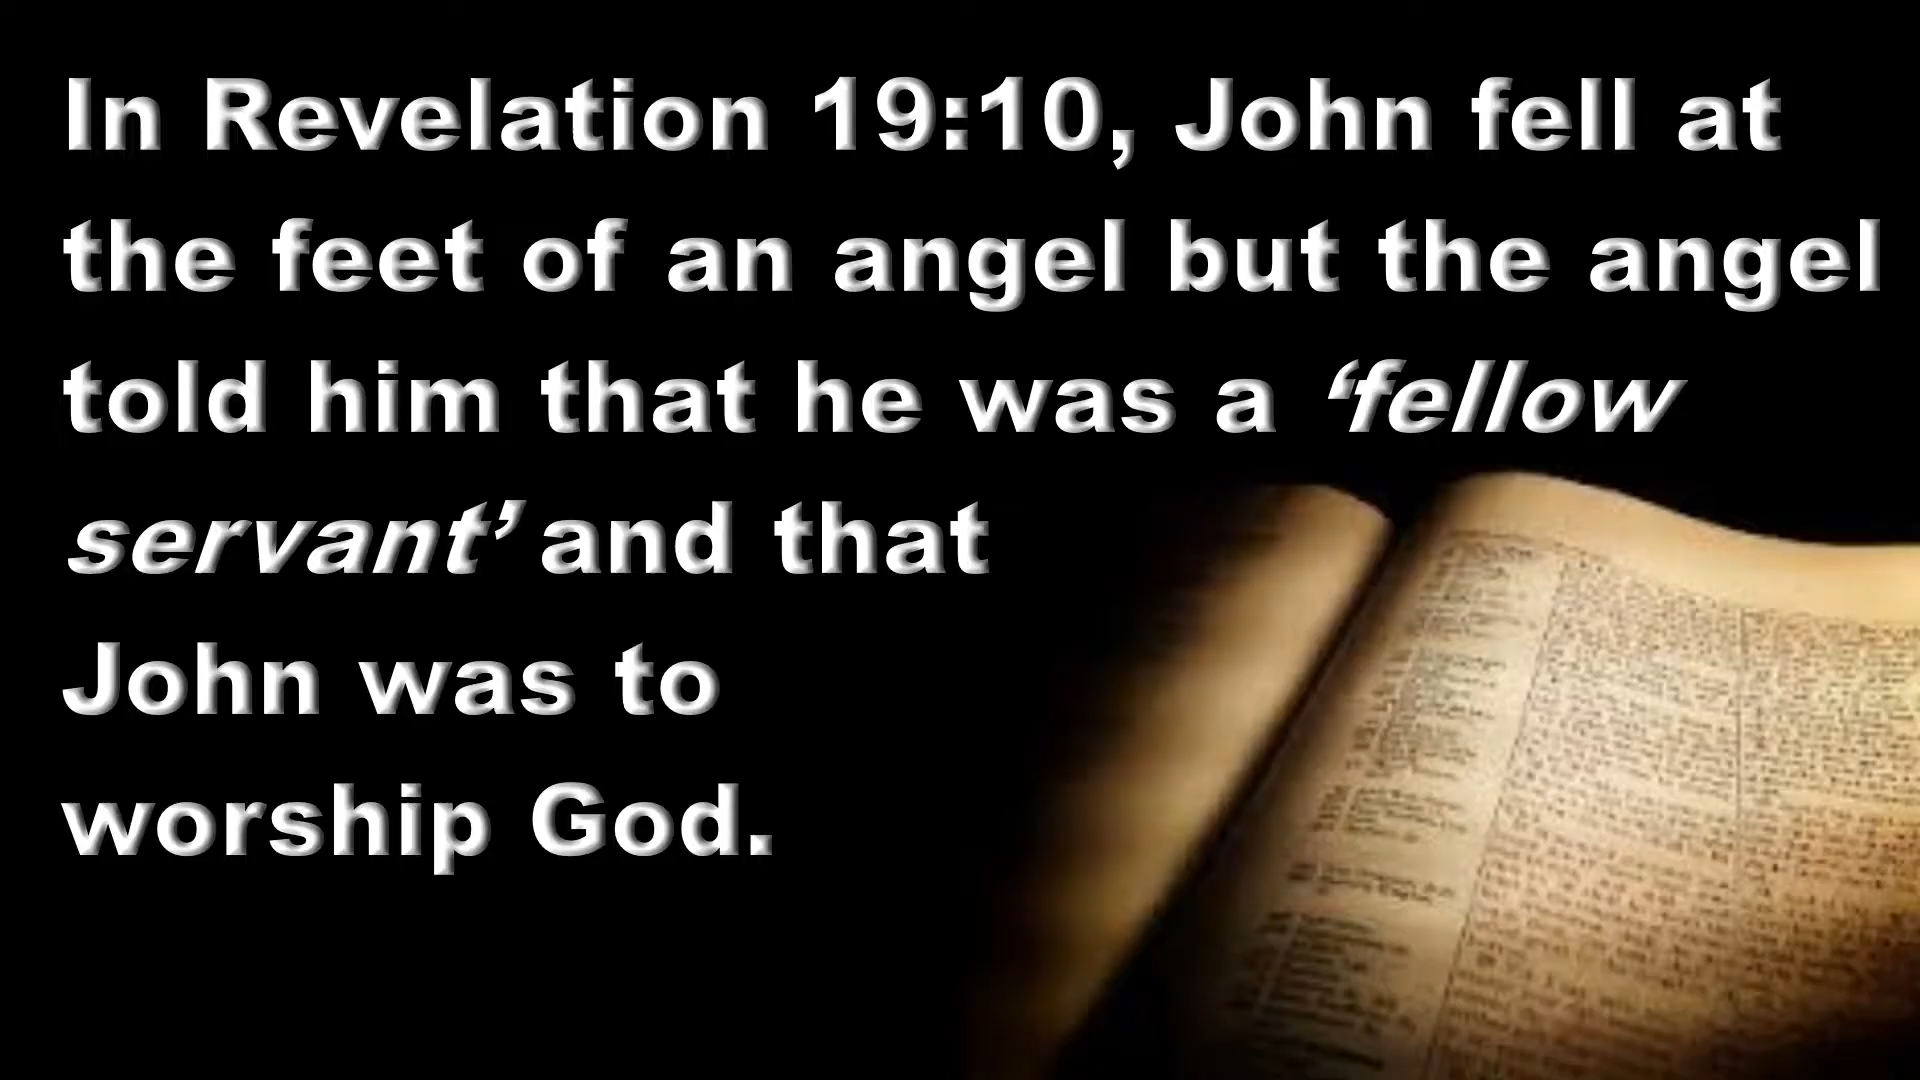 In Revelation 19:10, John fell at
the feet of an angel but the angel
told him that he was a ‘fellow
servant’ and that
John was to
worship God.